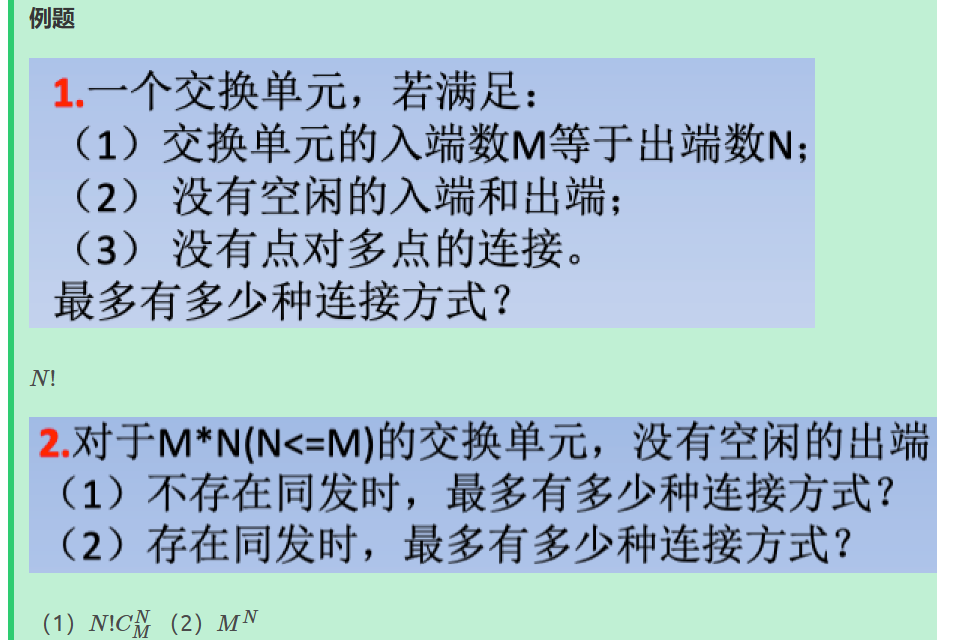 例题
1.一个交换单元，若满足：
（1）交换单元的入端数M等于出端数N；
（2） 没有空闲的入端和出端；
（3） 没有点对多点的连接。
最多有多少种连接方式？
N!
2.对于M*N(N<=M)的交换单元，没有空闲的出端
（1）不存在同发时，最多有多少种连接方式？
（2）存在同发时，最多有多少种连接方式？
（1）N!C_M^N （2）M^N